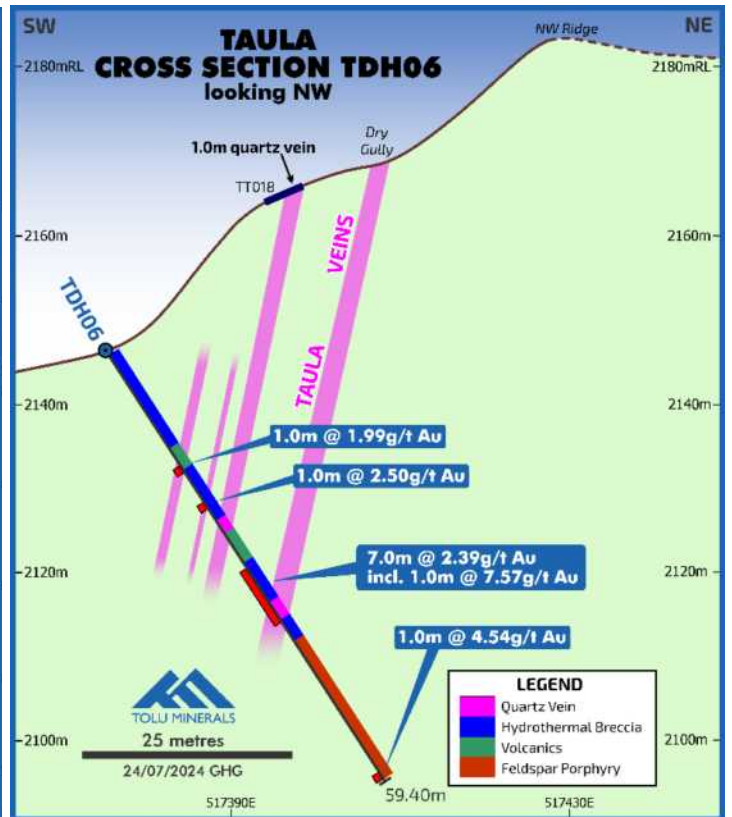 SW
NE
TAULA
CROSS SECTION TDH06
looking NW
NW Ridge
2180mRL
2180mRL
Dry
Gully
1.0m quartz vein
TT018
2160m
2160m
VEINS
TAULA
TDH06
2140m
2140m
1.0m @ 1.99g/t Au
1.0m @ 2.50g/t Au
7.0m @ 2.39g/t Au
incl. 1.0m @ 7.57g/t Au
2120m
2120m
1.0m @ 4.54g/t Au
LEGEND
Quartz Vein
Hydrothermal Breccia
Volcanics
Feldspar Porphyry
TOLU MINERALS
25 metres
24/07/2024 GHG
2100m
2100m
59.40m
517390E
517430E